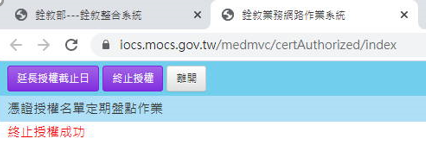 銓敘部---銓敘整合系統
銓敘業務網路作業系統
iocs.mocs.gov.tw/medmvc/certAuthorized/index
延長授權截止日 終止授權 離開
憑證授權名單定期盤點作業
終止授權成功